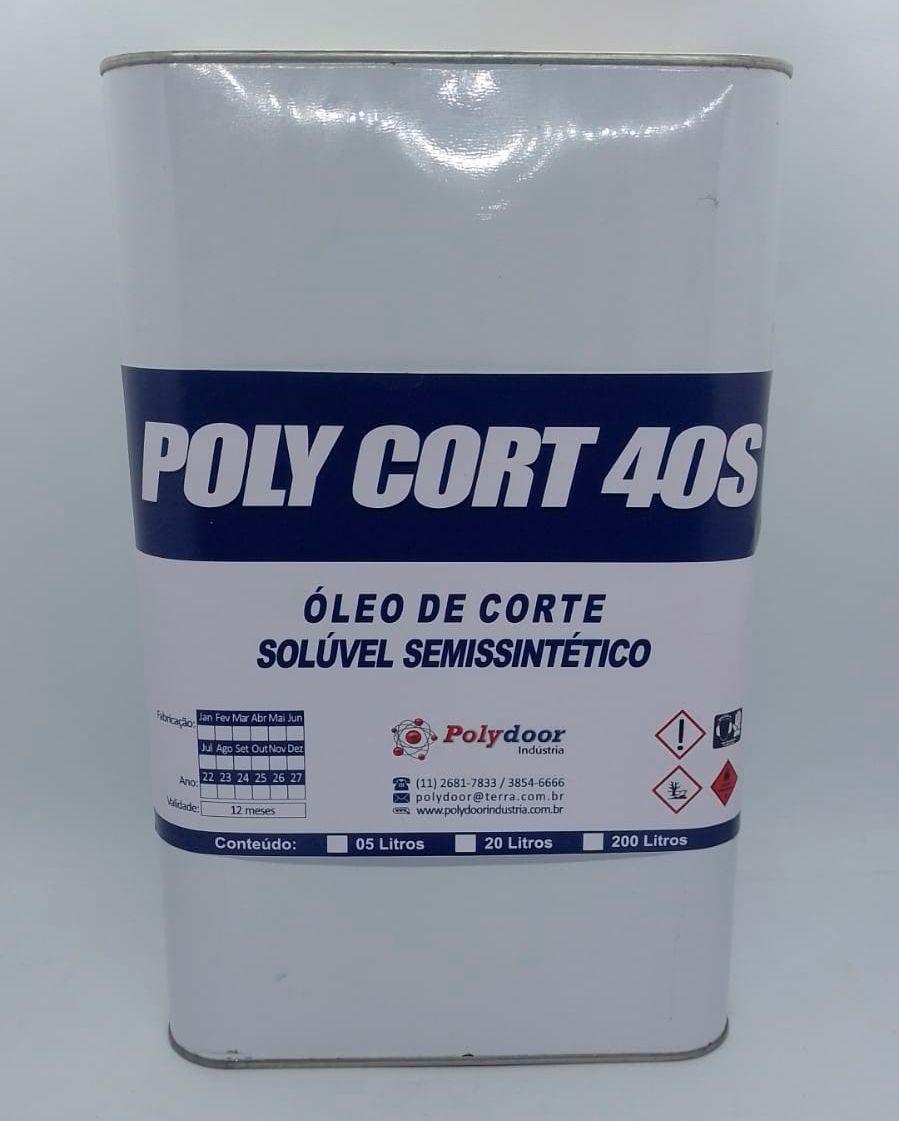 POLY CORT 40S
ÓLEO DE CORTE
SOLÚVEL SEMISSINTÉTICO
Fabricação: Jan Fev Mar Abr Mai Jun
Jul Ago Set Out Nov Dez
Ano: 22 23 24 25 26 27
Validade: 12 meses
Polydoor
Indústria
(11) 2681-7833 / 3854-6666
polydoor@terra.com.br
www.polydoorindustria.com.br
Conteúdo: 05 Litros 20 Litros 200 Litros